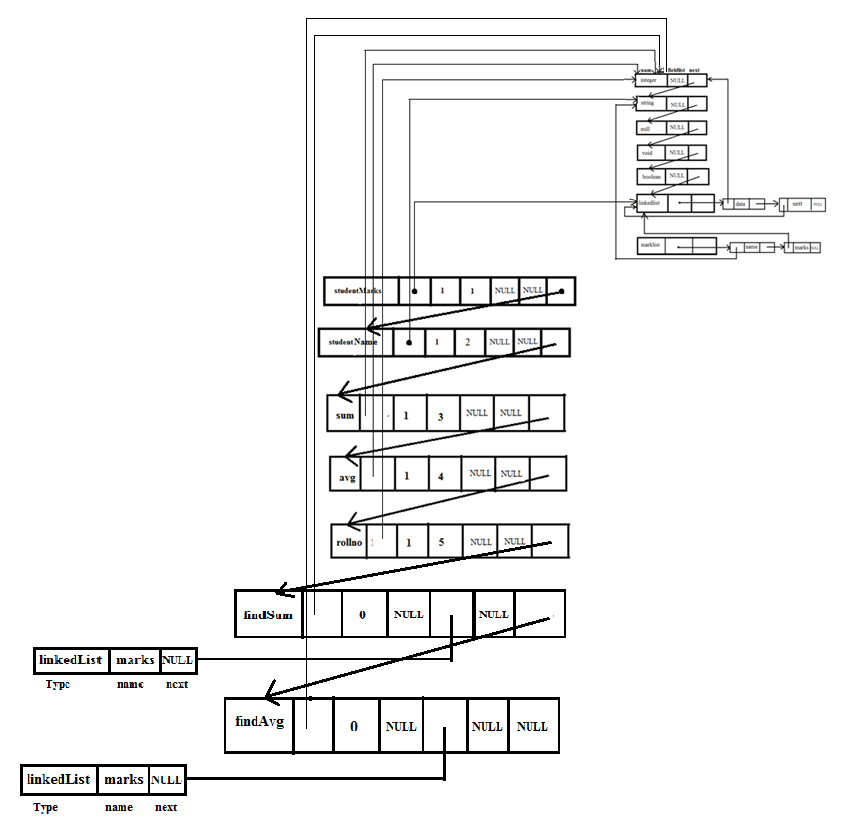 name fieldlist next
integer NULL
string NULL
null NULL
void NULL
boolean NULL
linkedlist data next NULL
marklist name marks NULL
studentMarks 1 1 NULL NULL
studentName 1 2 NULL NULL
sum 1 3 NULL NULL
avg 1 4 NULL NULL
rollno 1 5 NULL NULL
findSum 0 NULL NULL
linkedList marks NULL
Type name next
findAvg 0 NULL NULL NULL
linkedList marks NULL
Type name next